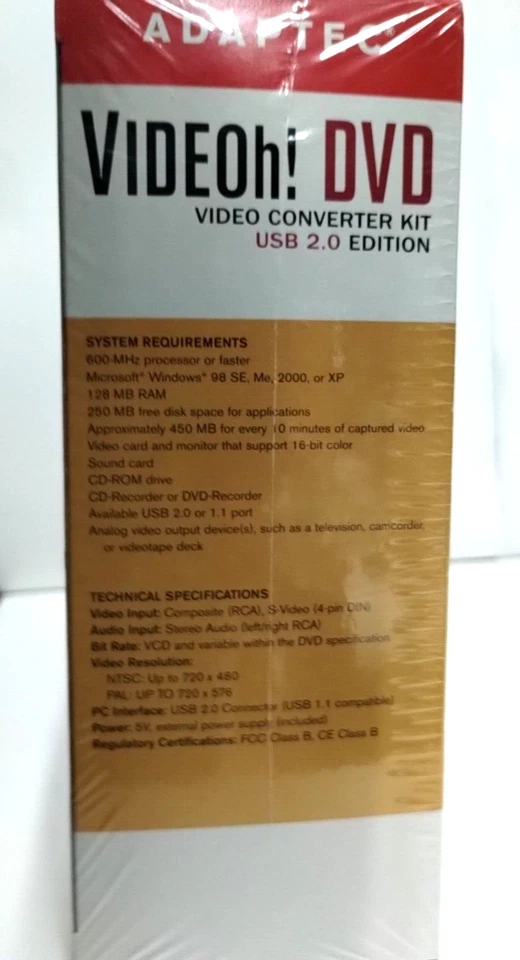 ADAPTEC®
VIDEOh! DVD
VIDEO CONVERTER KIT
USB 2.0 EDITION
SYSTEM REQUIREMENTS
600-MHz processor or faster
Microsoft® Windows® 98 SE, Me, 2000, or XP
128 MB RAM
250 MB free disk space for applications
Approximately 450 MB for every 10 minutes of captured video
Video card and monitor that support 16-bit color
Sound card
CD-ROM drive
CD-Recorder or DVD-Recorder
Available USB 2.0 or 1.1 port
Analog video output device(s), such as a television, camcorder,
or videotape deck
TECHNICAL SPECIFICATIONS
Video Input: Composite (RCA), S-Video (4-pin DIN)
Audio Input: Stereo Audio (left/right RCA)
Bit Rate: VCD and variable within the DVD specification
Video Resolution:
NTSC: Up to 720 x 480
PAL: UP TO 720 x 576
PC Interface: USB 2.0 Connector (USB 1.1 compatible)
Power: 5V, external power supply (included)
Regulatory Certifications: FCC Class B, CE Class B